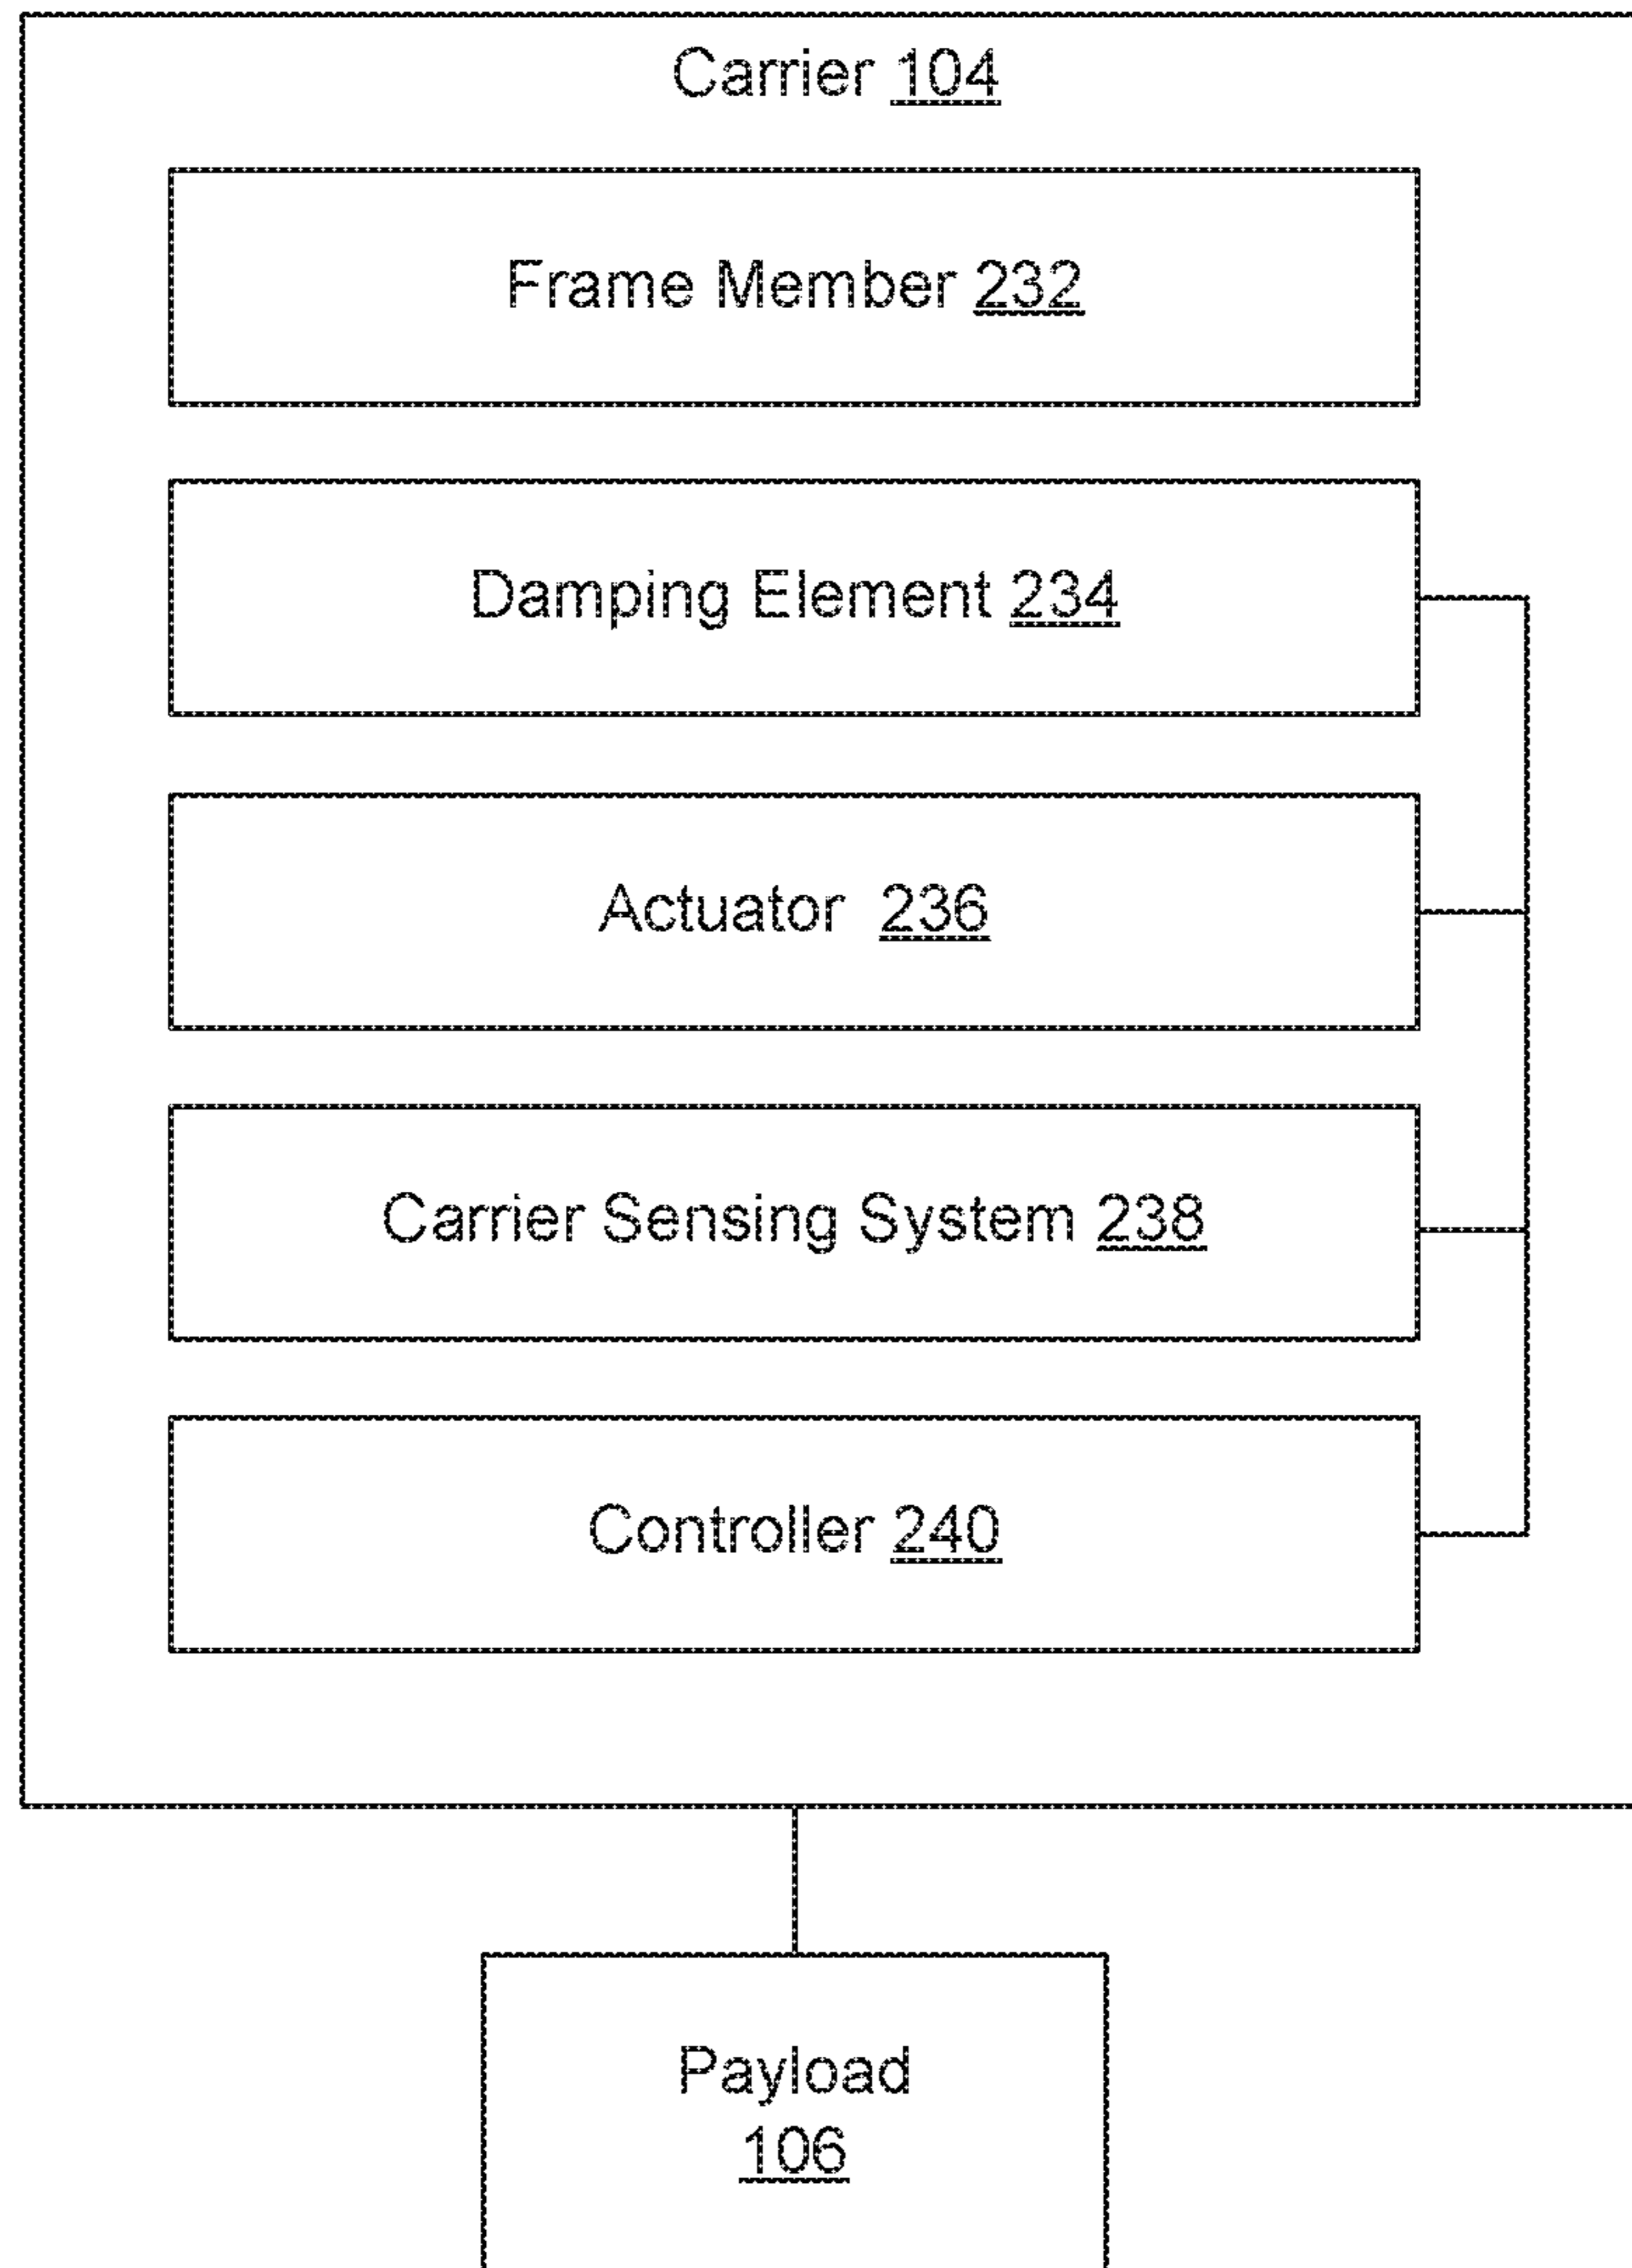 Carrier 104
Frame Member 232
Damping Element 234
Actuator 236
Carrier Sensing System 238
Controller 240
Payload
106